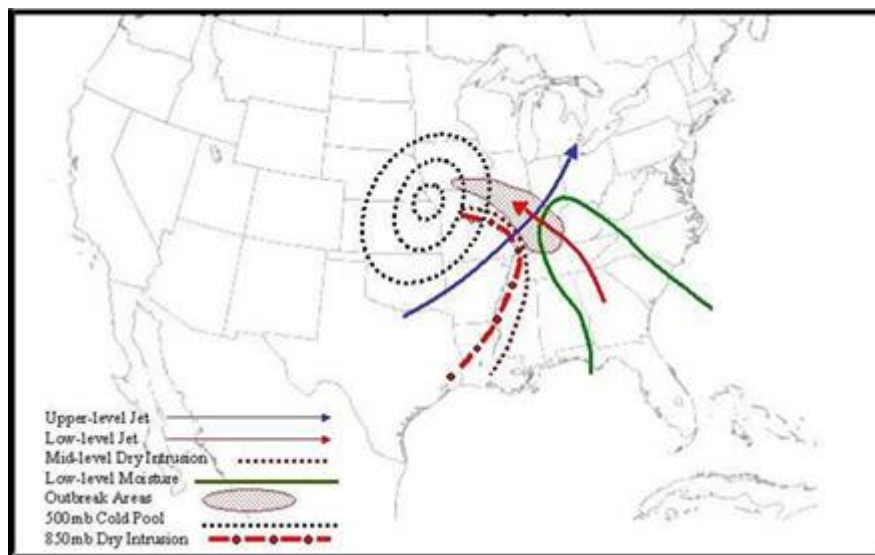 Upper-level Jet
Low-level Jet
Mid-level Dry Intrusion
Low-level Moisture
Outbreak Areas
500mb Cold Pool
850mb Dry Intrusion